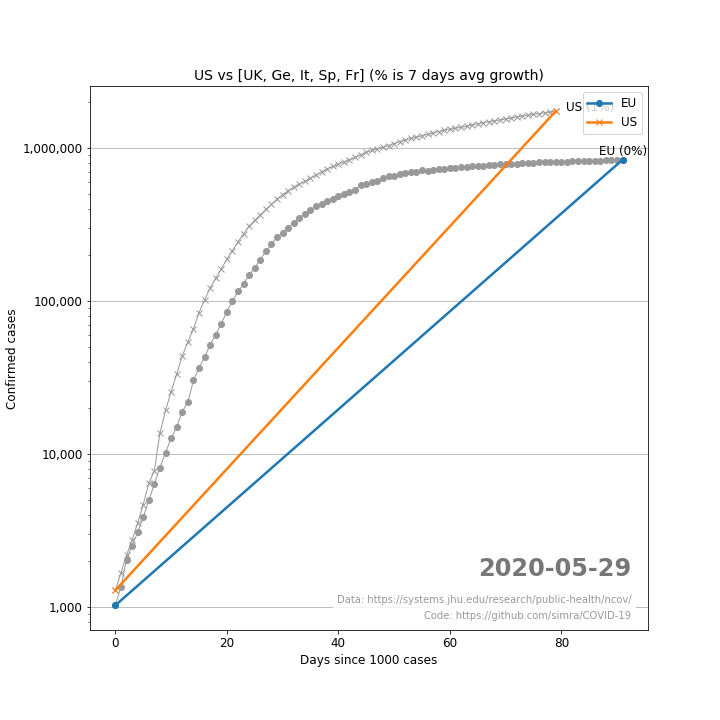 US vs [UK, Ge, It, Sp, Fr] (% is 7 days avg growth)
US (1%)
EU
US
EU (0%)
1,000,000
100,000
10,000
1,000
Confirmed cases
2020-05-29
Data: https://systems.jhu.edu/research/public-health/ncov/
Code: https://github.com/simra/COVID-19
0 20 40 60 80
Days since 1000 cases